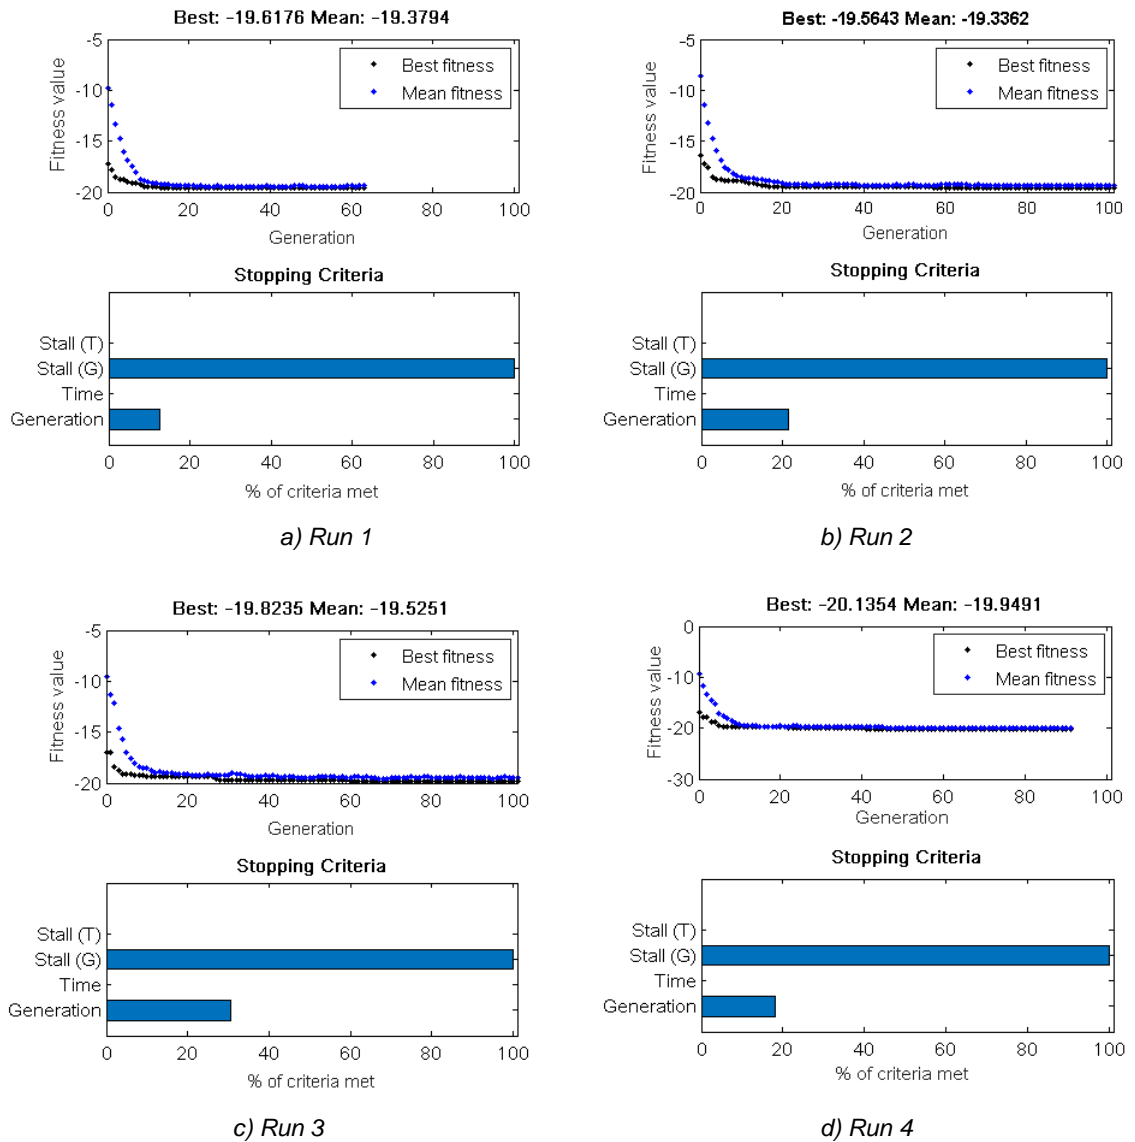 Best: -19.6176 Mean: -19.3794
-5
-10
-15
-20
Fitness value
Best fitness
Mean fitness
0 20 40 60 80 100
Generation
Stopping Criteria
Stall (T)
Stall (G)
Time
Generation
0 20 40 60 80 100
% of criteria met
a) Run 1
Best: -19.5643 Mean: -19.3362
-5
-10
-15
-20
Fitness value
Best fitness
Mean fitness
0 20 40 60 80 100
Generation
Stopping Criteria
Stall (T)
Stall (G)
Time
Generation
0 20 40 60 80 100
% of criteria met
b) Run 2
Best: -19.8235 Mean: -19.5251
-5
-10
-15
-20
Fitness value
Best fitness
Mean fitness
0 20 40 60 80 100
Generation
Stopping Criteria
Stall (T)
Stall (G)
Time
Generation
0 20 40 60 80 100
% of criteria met
c) Run 3
Best: -20.1354 Mean: -19.9491
0
-10
-20
-30
Fitness value
Best fitness
Mean fitness
0 20 40 60 80 100
Generation
Stopping Criteria
Stall (T)
Stall (G)
Time
Generation
0 20 40 60 80 100
% of criteria met
d) Run 4